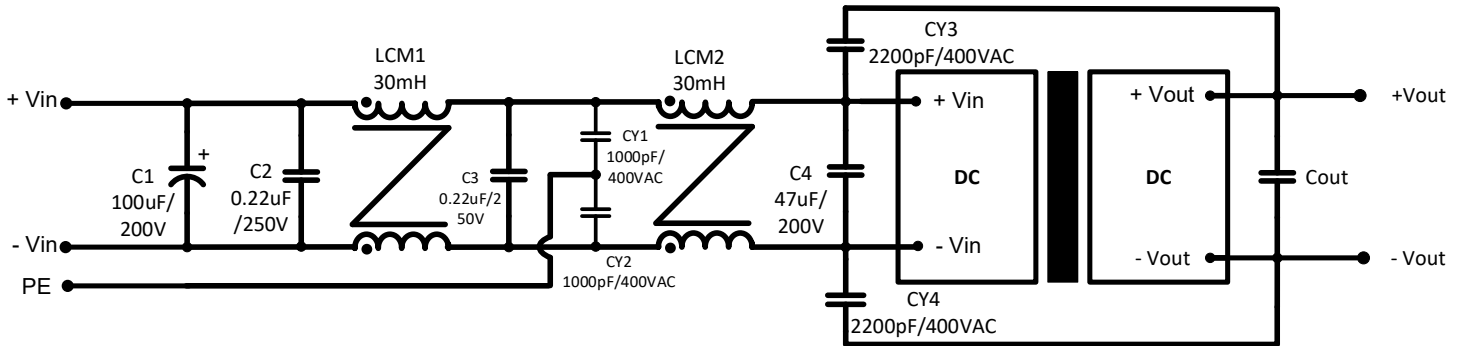 CY3
2200pF/400VAC
LCM1
30mH
LCM2
30mH
+ Vin
+ Vin
+ Vout
+Vout
+
C1
100uF/
200V
C2
0.22uF
/250V
C3
0.22uF/2
50V
CY1
1000pF/
400VAC
C4
47uF/
200V
DC
DC
Cout
- Vin
- Vin
- Vout
- Vout
CY2
1000pF/400VAC
PE
CY4
2200pF/400VAC